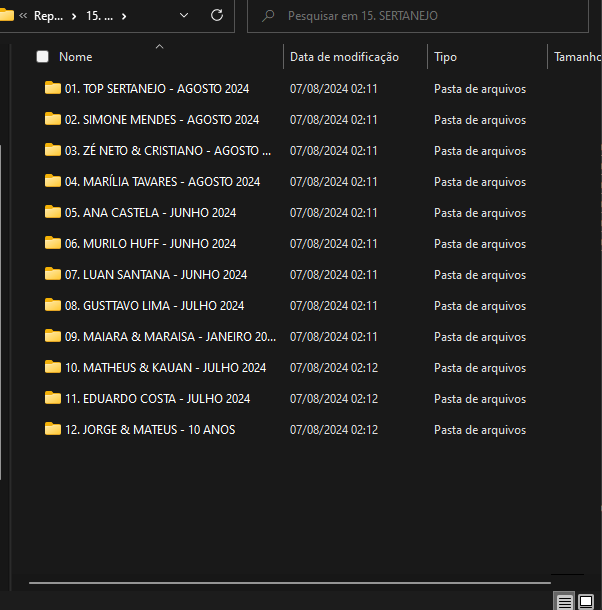 « Rep... > 15. ... >
Pesquisar em 15. SERTANEJO
Nome Data de modificação Tipo Tamanho
01. TOP SERTANEJO - AGOSTO 2024 07/08/2024 02:11 Pasta de arquivos
02. SIMONE MENDES - AGOSTO 2024 07/08/2024 02:11 Pasta de arquivos
03. ZÉ NETO & CRISTIANO - AGOSTO ... 07/08/2024 02:11 Pasta de arquivos
04. MARÍLIA TAVARES - AGOSTO 2024 07/08/2024 02:11 Pasta de arquivos
05. ANA CASTELA - JUNHO 2024 07/08/2024 02:11 Pasta de arquivos
06. MURILO HUFF - JUNHO 2024 07/08/2024 02:11 Pasta de arquivos
07. LUAN SANTANA - JUNHO 2024 07/08/2024 02:11 Pasta de arquivos
08. GUSTTAVO LIMA - JULHO 2024 07/08/2024 02:11 Pasta de arquivos
09. MAIARA & MARAISA - JANEIRO 20... 07/08/2024 02:11 Pasta de arquivos
10. MATHEUS & KAUAN - JULHO 2024 07/08/2024 02:12 Pasta de arquivos
11. EDUARDO COSTA - JULHO 2024 07/08/2024 02:12 Pasta de arquivos
12. JORGE & MATEUS - 10 ANOS 07/08/2024 02:12 Pasta de arquivos